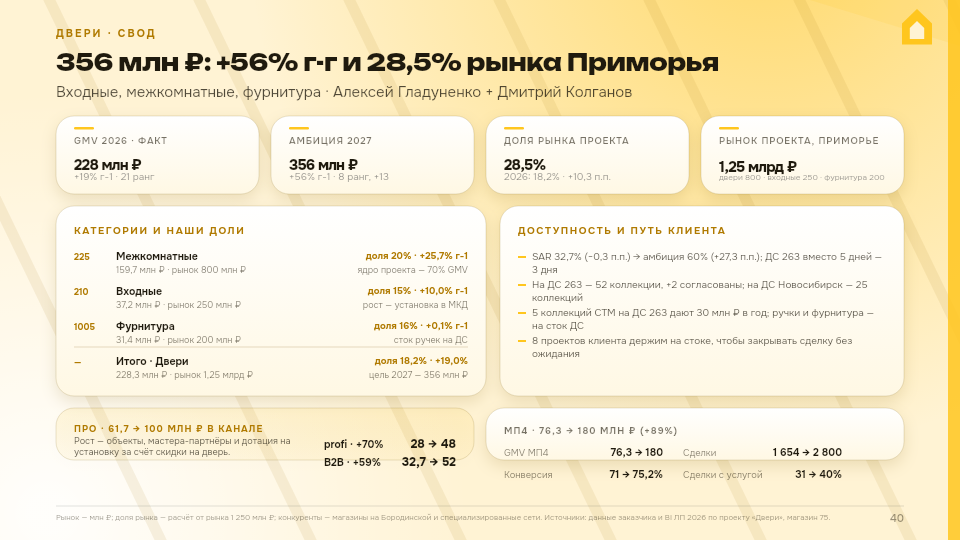 ДВЕРИ · СВОД
356 млн ₽: +56% г-г и 28,5% рынка Приморья
Входные, межкомнатные, фурнитура · Алексей Гладуненко + Дмитрий Колганов
GMV 2026 · ФАКТ
228 млн ₽
+19% г-1 · 21 ранг
АМБИЦИЯ 2027
356 млн ₽
+56% г-1 · 8 ранг, +13
ДОЛЯ РЫНКА ПРОЕКТА
28,5%
2026: 18,2% · +10,3 п.п.
РЫНОК ПРОЕКТА, ПРИМОРЬЕ
1,25 млрд ₽
двери 800 · входные 250 · фурнитура 200
КАТЕГОРИИ И НАШИ ДОЛИ
225 Межкомнатные доля 20% · +25,7% г-1
159,7 млн ₽ · рынок 800 млн ₽ ядро проекта — 70% GMV
210 Входные доля 15% · +10,0% г-1
37,2 млн ₽ · рынок 250 млн ₽ рост — установка в МКД
1005 Фурнитура доля 16% · +0,1% г-1
31,4 млн ₽ · рынок 200 млн ₽ сток ручек на ДС
— Итого · Двери доля 18,2% · +19,0%
228,3 млн ₽ · рынок 1,25 млрд ₽ цель 2027 — 356 млн ₽
ДОСТУПНОСТЬ И ПУТЬ КЛИЕНТА
SAR 32,7% (−0,3 п.п.) → амбиция 60% (+27,3 п.п.); ДС 263 вместо 5 дней —
3 дня
На ДС 263 — 52 коллекции, +2 согласованы; на ДС Новосибирск — 25
коллекций
5 коллекций СТМ на ДС 263 дают 30 млн ₽ в год; ручки и фурнитура —
на сток ДС
8 проектов клиента держим на стоке, чтобы закрывать сделку без
ожидания
ПРО · 61,7 → 100 МЛН ₽ В КАНАЛЕ
Рост — объекты, мастера-партнёры и дотация на
установку за счёт скидки на дверь.
profi · +70% 28 → 48
B2B · +59% 32,7 → 52
МП4 · 76,3 → 180 МЛН ₽ (+89%)
GMV МП4 76,3 → 180 Сделки 1 654 → 2 800
Конверсия 71 → 75,2% Сделки с услугой 31 → 40%
Рынок — млн ₽; доля рынка — расчёт от рынка 1 250 млн ₽; конкуренты — магазины на Бородинской и специализированные сети. Источники: данные заказчика и BI ЛП 2026 по проекту «Двери», магазин 75.
40